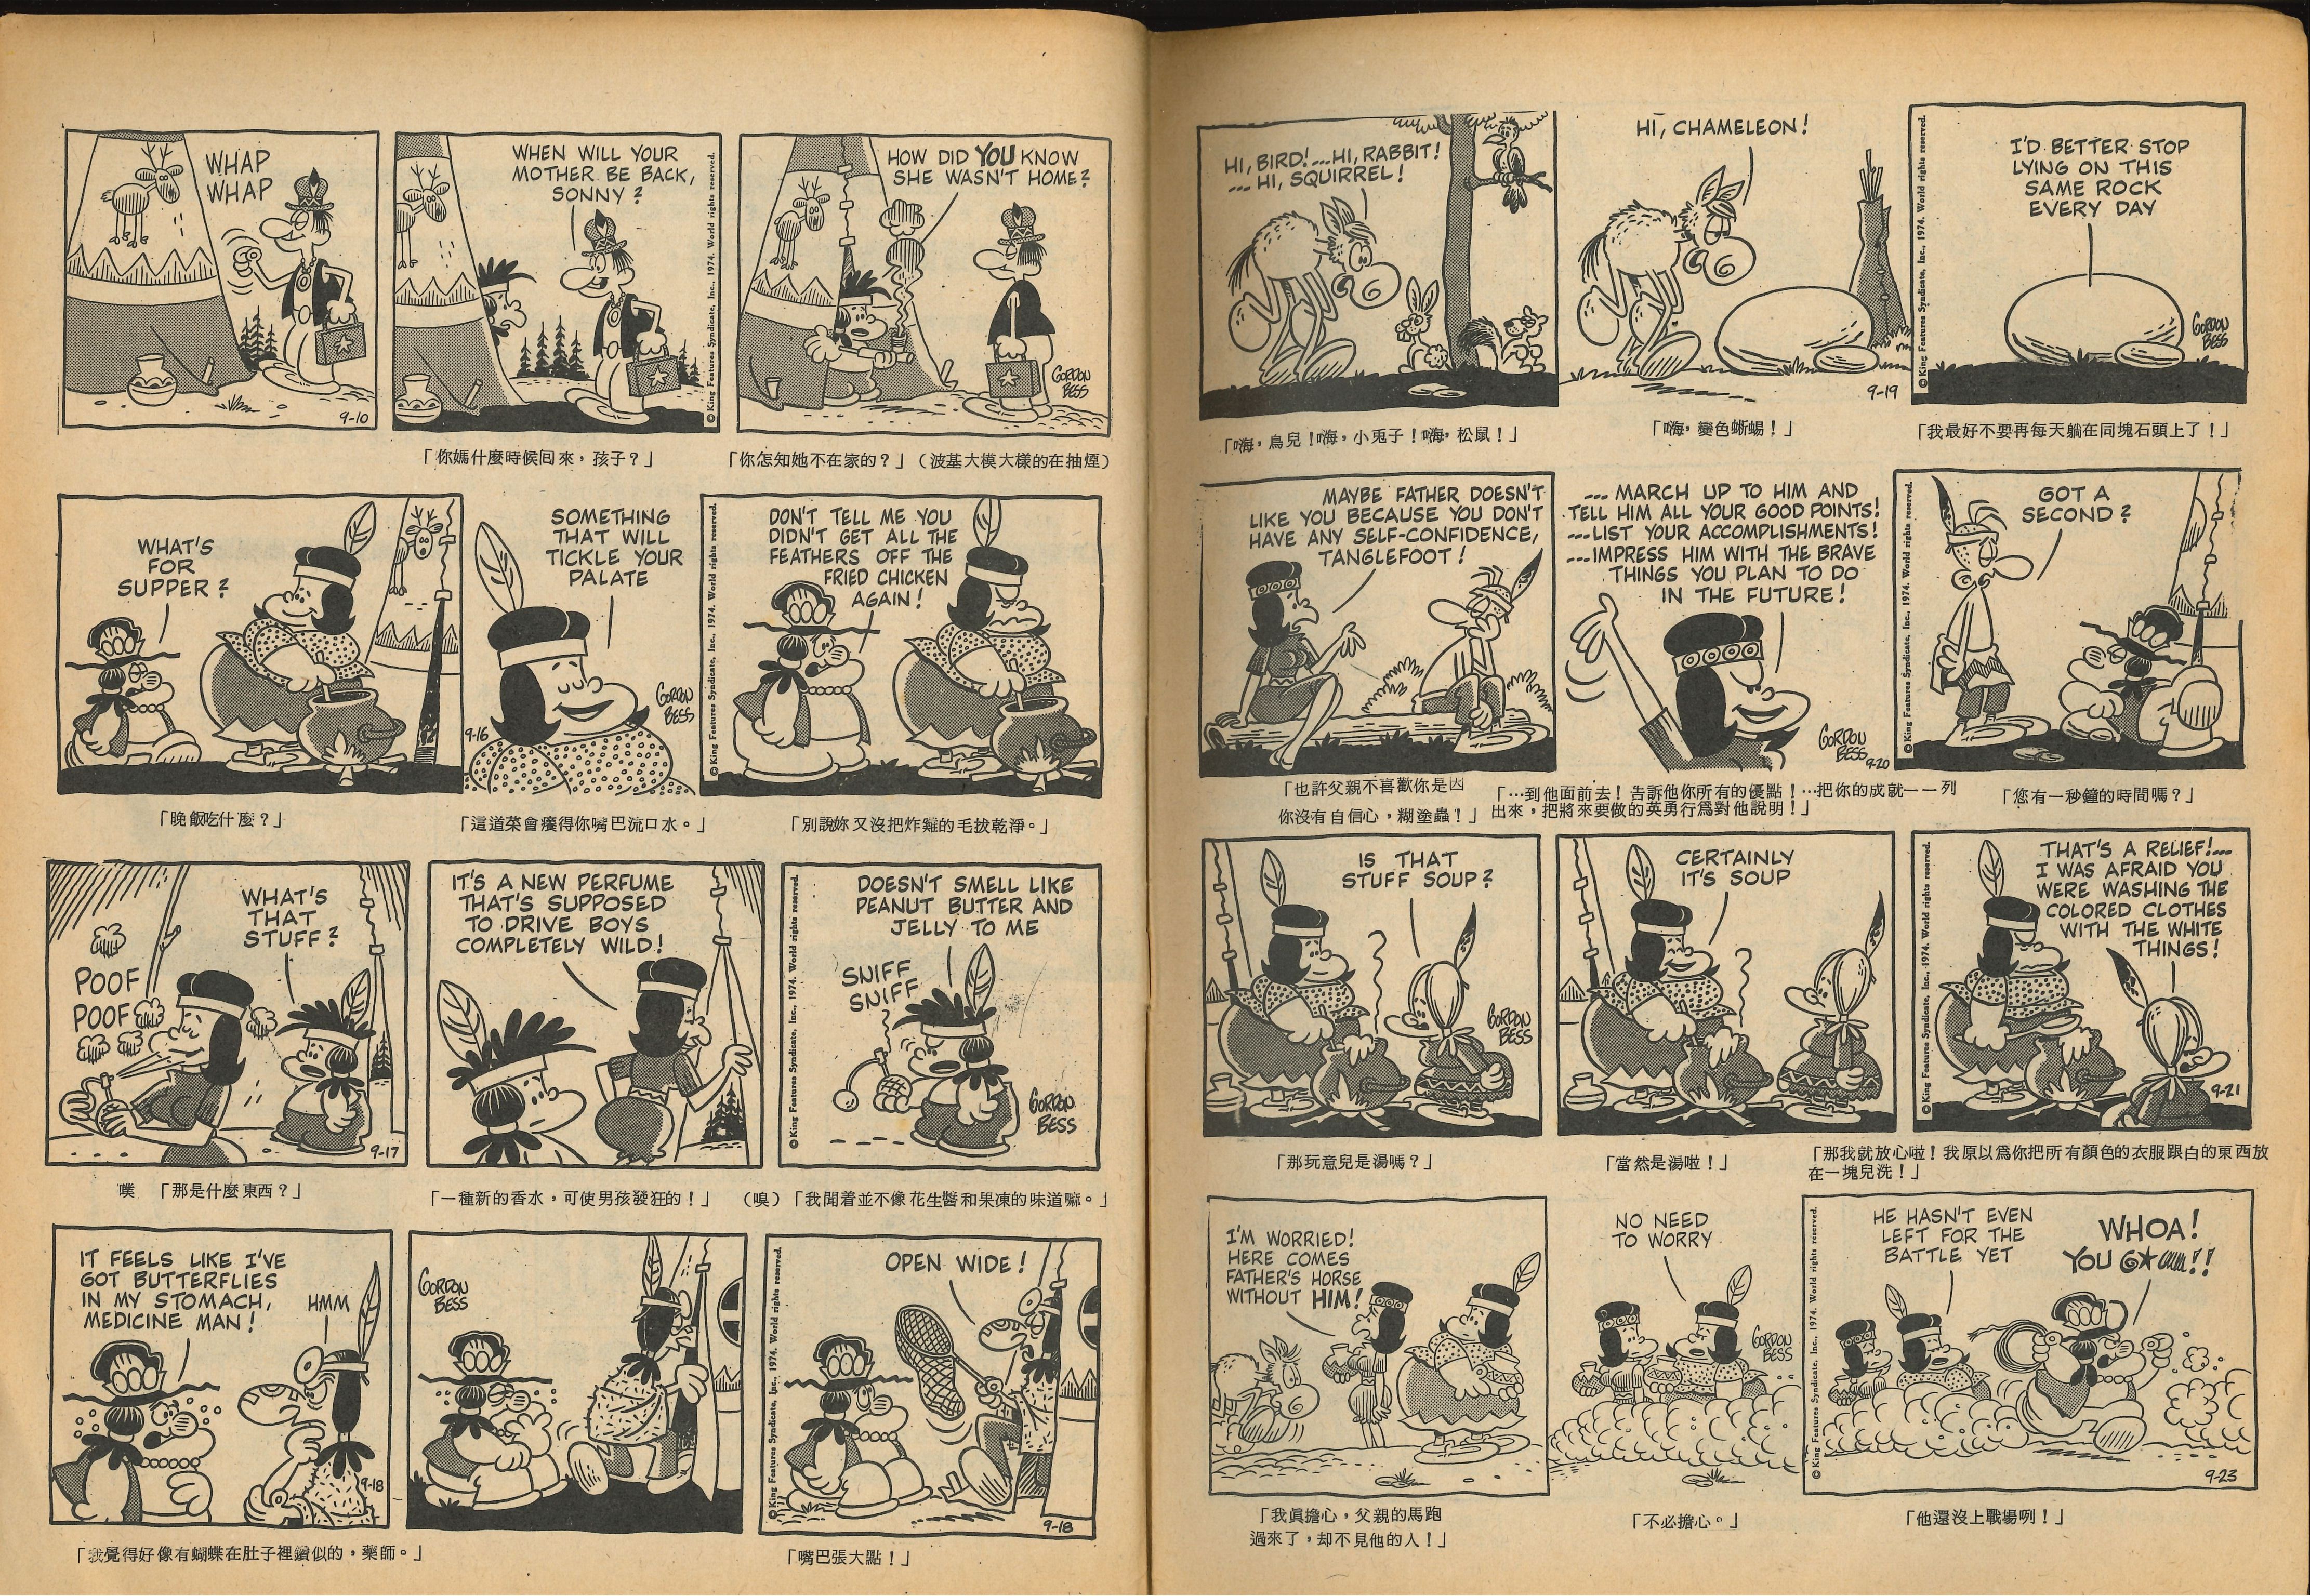 WHAP
WHAP
9-10
WHEN WILL YOUR
MOTHER BE BACK,
SONNY?
© King Features Syndicate, Inc., 1974. World rights reserved.
HOW DID YOU KNOW
SHE WASN'T HOME?
GORDON
BESS
「你媽什麼時候回來，孩子？」
「你怎知她不在家的？」（波基大模大樣的在抽煙）
WHAT'S
FOR
SUPPER?
SOMETHING
THAT WILL
TICKLE YOUR
PALATE
GORDON
BESS
9-16
© King Features Syndicate, Inc., 1974. World rights reserved.
DON'T TELL ME YOU
DIDN'T GET ALL THE
FEATHERS OFF THE
FRIED CHICKEN
AGAIN!
「晚飯吃什麼？」
「這道菜會癢得你嘴巴流口水。」
「別說妳又沒把炸雞的毛拔乾淨。」
POOF
POOF
WHAT'S
THAT
STUFF?
9-17
IT'S A NEW PERFUME
THAT'S SUPPOSED
TO DRIVE BOYS
COMPLETELY WILD!
© King Features Syndicate, Inc., 1974. World rights reserved.
DOESN'T SMELL LIKE
PEANUT BUTTER AND
JELLY TO ME
SNIFF
SNIFF
GORDON
BESS
噗 「那是什麼東西？」
「一種新的香水，可使男孩發狂的！」
（嗅）「我聞着並不像花生醬和果凍的味道嘛。」
IT FEELS LIKE I'VE
GOT BUTTERFLIES
IN MY STOMACH,
MEDICINE MAN!
HMM
9-18
GORDON
BESS
© King Features Syndicate, Inc., 1974. World rights reserved.
OPEN WIDE!
9-18
「我覺得好像有蝴蝶在肚子裡鑽似的，藥師。」
「嘴巴張大點！」
HI, BIRD!...HI, RABBIT!
... HI, SQUIRREL!
HI, CHAMELEON!
9-19
© King Features Syndicate, Inc., 1974. World rights reserved.
I'D BETTER STOP
LYING ON THIS
SAME ROCK
EVERY DAY
GORDON
BESS
「嗨，鳥兒！嗨，小兎子！嗨，松鼠！」
「嗨，變色蜥蜴！」
「我最好不要再每天躺在同塊石頭上了！」
MAYBE FATHER DOESN'T
LIKE YOU BECAUSE YOU DON'T
HAVE ANY SELF-CONFIDENCE,
TANGLEFOOT!
... MARCH UP TO HIM AND
TELL HIM ALL YOUR GOOD POINTS!
...LIST YOUR ACCOMPLISHMENTS!
...IMPRESS HIM WITH THE BRAVE
THINGS YOU PLAN TO DO
IN THE FUTURE!
GORDON
BESS
9-20
© King Features Syndicate, Inc., 1974. World rights reserved.
GOT A
SECOND?
「也許父親不喜歡你是因
你沒有自信心，糊塗蟲！」
「…到他面前去！告訴他你所有的優點！…把你的成就一一列
出來，把將來要做的英勇行爲對他說明！」
「您有一秒鐘的時間嗎？」
IS THAT
STUFF SOUP?
GORDON
BESS
CERTAINLY
IT'S SOUP
© King Features Syndicate, Inc., 1974. World rights reserved.
THAT'S A RELIEF!...
I WAS AFRAID YOU
WERE WASHING THE
COLORED CLOTHES
WITH THE WHITE
THINGS!
9-21
「那玩意兒是湯嗎？」
「當然是湯啦！」
「那我就放心啦！我原以爲你把所有顏色的衣服跟白的東西放
在一塊兒洗！」
I'M WORRIED!
HERE COMES
FATHER'S HORSE
WITHOUT HIM!
NO NEED
TO WORRY
GORDON
BESS
© King Features Syndicate, Inc., 1974. World rights reserved.
HE HASN'T EVEN
LEFT FOR THE
BATTLE YET
WHOA!
YOU !!
9-23
「我眞擔心，父親的馬跑
過來了，却不見他的人！」
「不必擔心。」
「他還沒上戰場咧！」